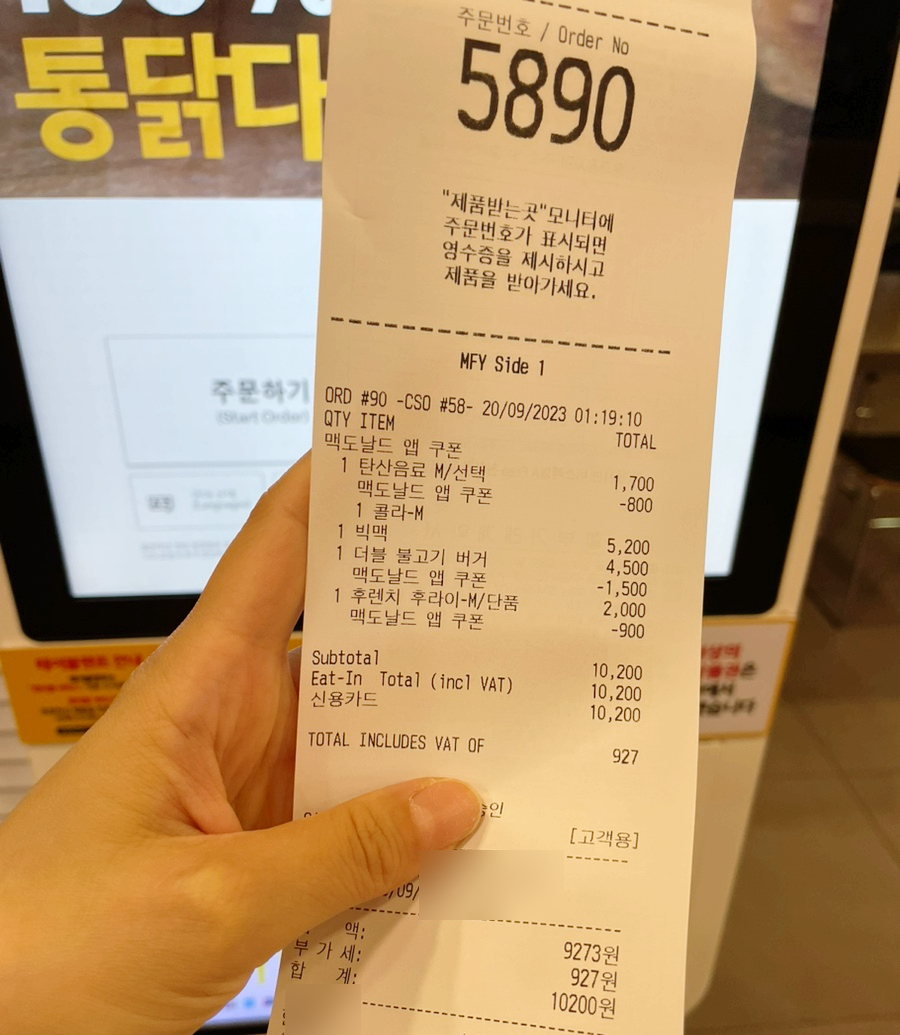 통닭다
주문번호 / Order No
5890
"제품받는곳"모니터에
주문번호가 표시되면
영수증을 제시하시고
제품을 받아가세요.
MFY Side 1
ORD #90 -CSO #58- 20/09/2023 01:19:10
QTY ITEM TOTAL
맥도날드 앱 쿠폰
1 탄산음료 M/선택 1,700
맥도날드 앱 쿠폰 -800
1 콜라-M
1 빅맥 5,200
1 더블 불고기 버거 4,500
맥도날드 앱 쿠폰 -1,500
1 후렌치 후라이-M/단품 2,000
맥도날드 앱 쿠폰 -900
Subtotal 10,200
Eat-In Total (incl VAT) 10,200
신용카드 10,200
TOTAL INCLUDES VAT OF 927
[고객용]
/09/
액: 9273원
부 가 세: 927원
합 계: 10200원
주문하기
(Start Order)